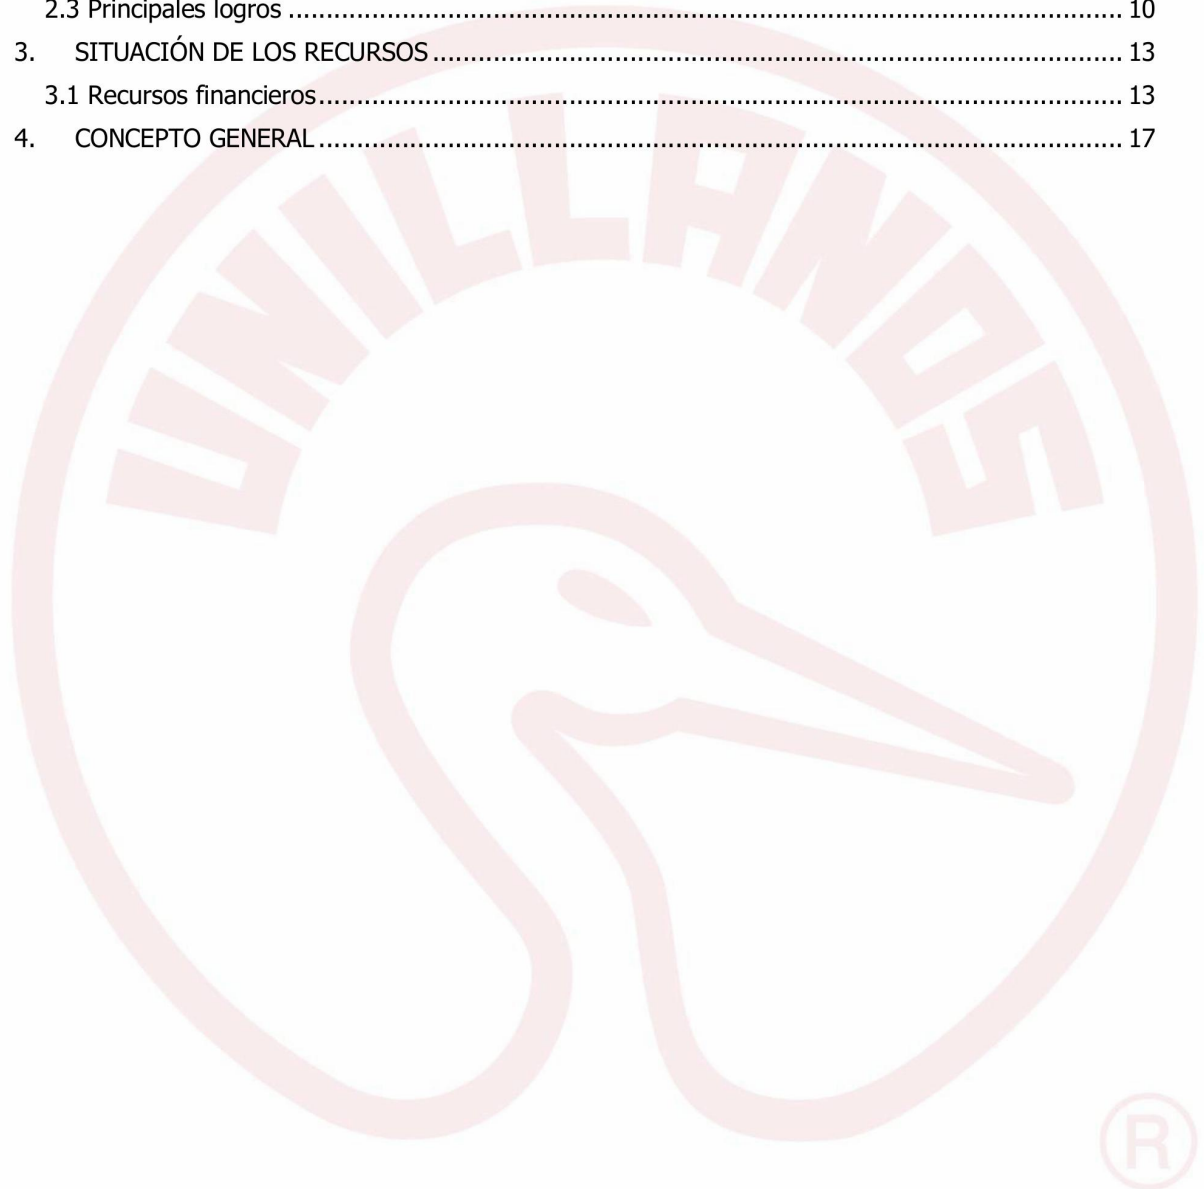 2.3 Principales logros ........................................................................................................... 10
3. SITUACIÓN DE LOS RECURSOS ......................................................................................... 13
3.1 Recursos financieros ....................................................................................................... 13
4. CONCEPTO GENERAL ........................................................................................................ 17
UNILLANOS
®